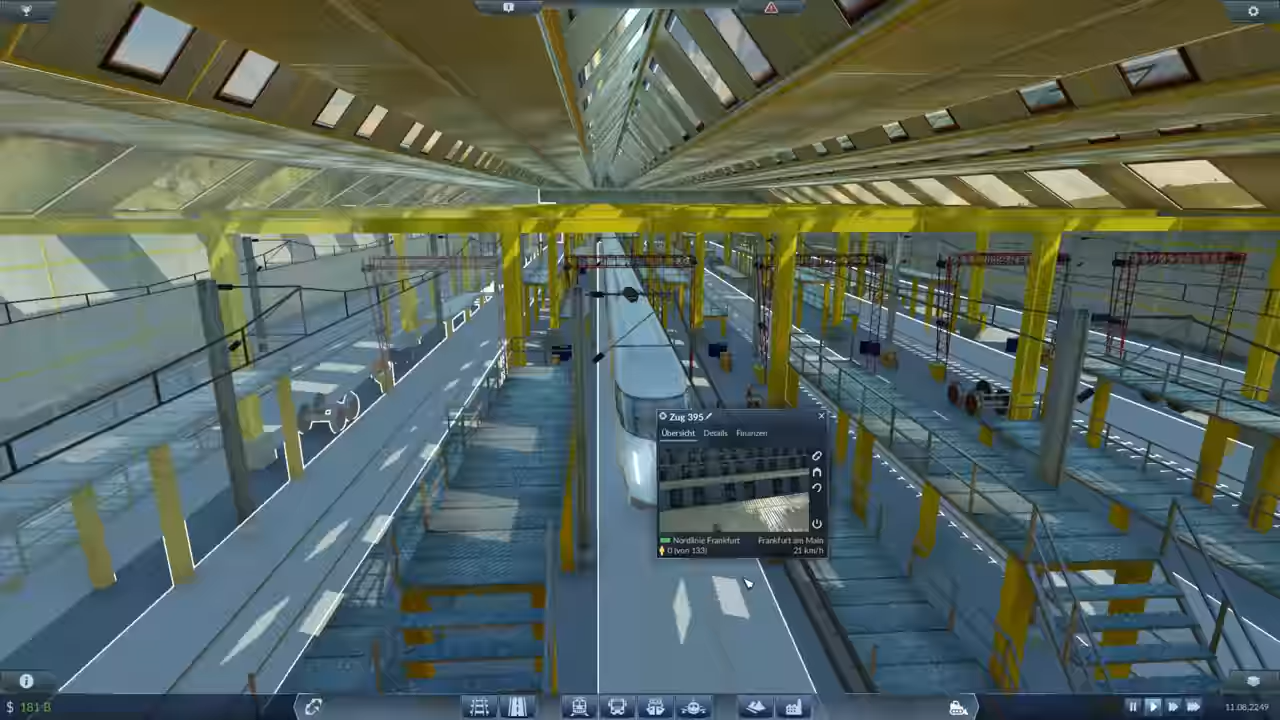 Zug 395
Übersicht Details Finanzen
Nordlinie Frankfurt Frankfurt am Main
0 (von 133) 21 km/h
$ 181 B
11.08.2249